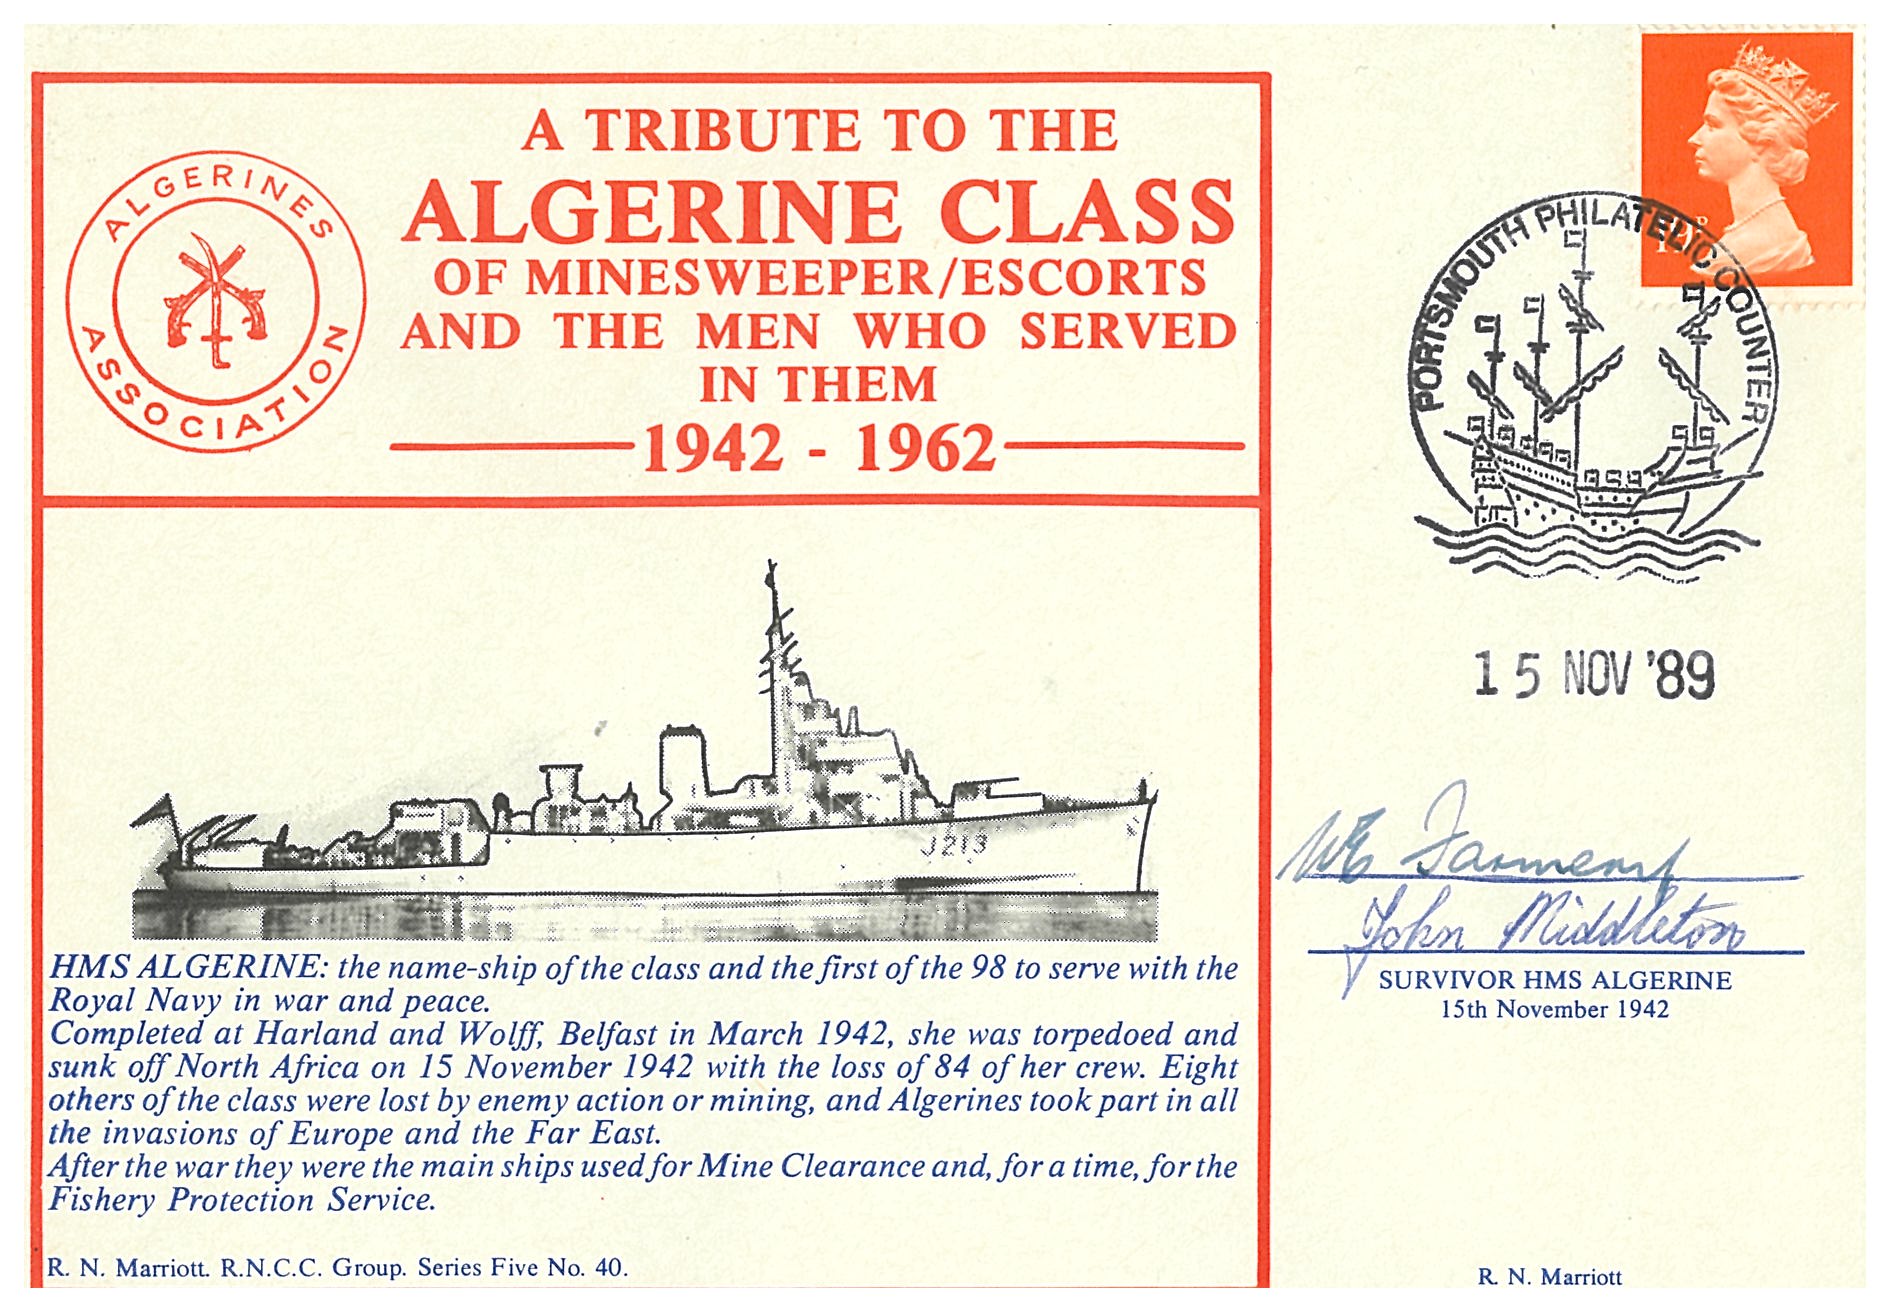 A TRIBUTE TO THE
ALGERINE CLASS
OF MINESWEEPER/ESCORTS
AND THE MEN WHO SERVED
IN THEM
1942 - 1962
ALGERINES
ASSOCIATION
PORTSMOUTH PHILATELIC COUNTER
15 NOV '89
J213
HMS ALGERINE: the name-ship of the class and the first of the 98 to serve with the
Royal Navy in war and peace.
Completed at Harland and Wolff, Belfast in March 1942, she was torpedoed and
sunk off North Africa on 15 November 1942 with the loss of 84 of her crew. Eight
others of the class were lost by enemy action or mining, and Algerines took part in all
the invasions of Europe and the Far East.
After the war they were the main ships used for Mine Clearance and, for a time, for the
Fishery Protection Service.
R. N. Marriott. R.N.C.C. Group. Series Five No. 40.
John Middleton
SURVIVOR HMS ALGERINE
15th November 1942
R. N. Marriott